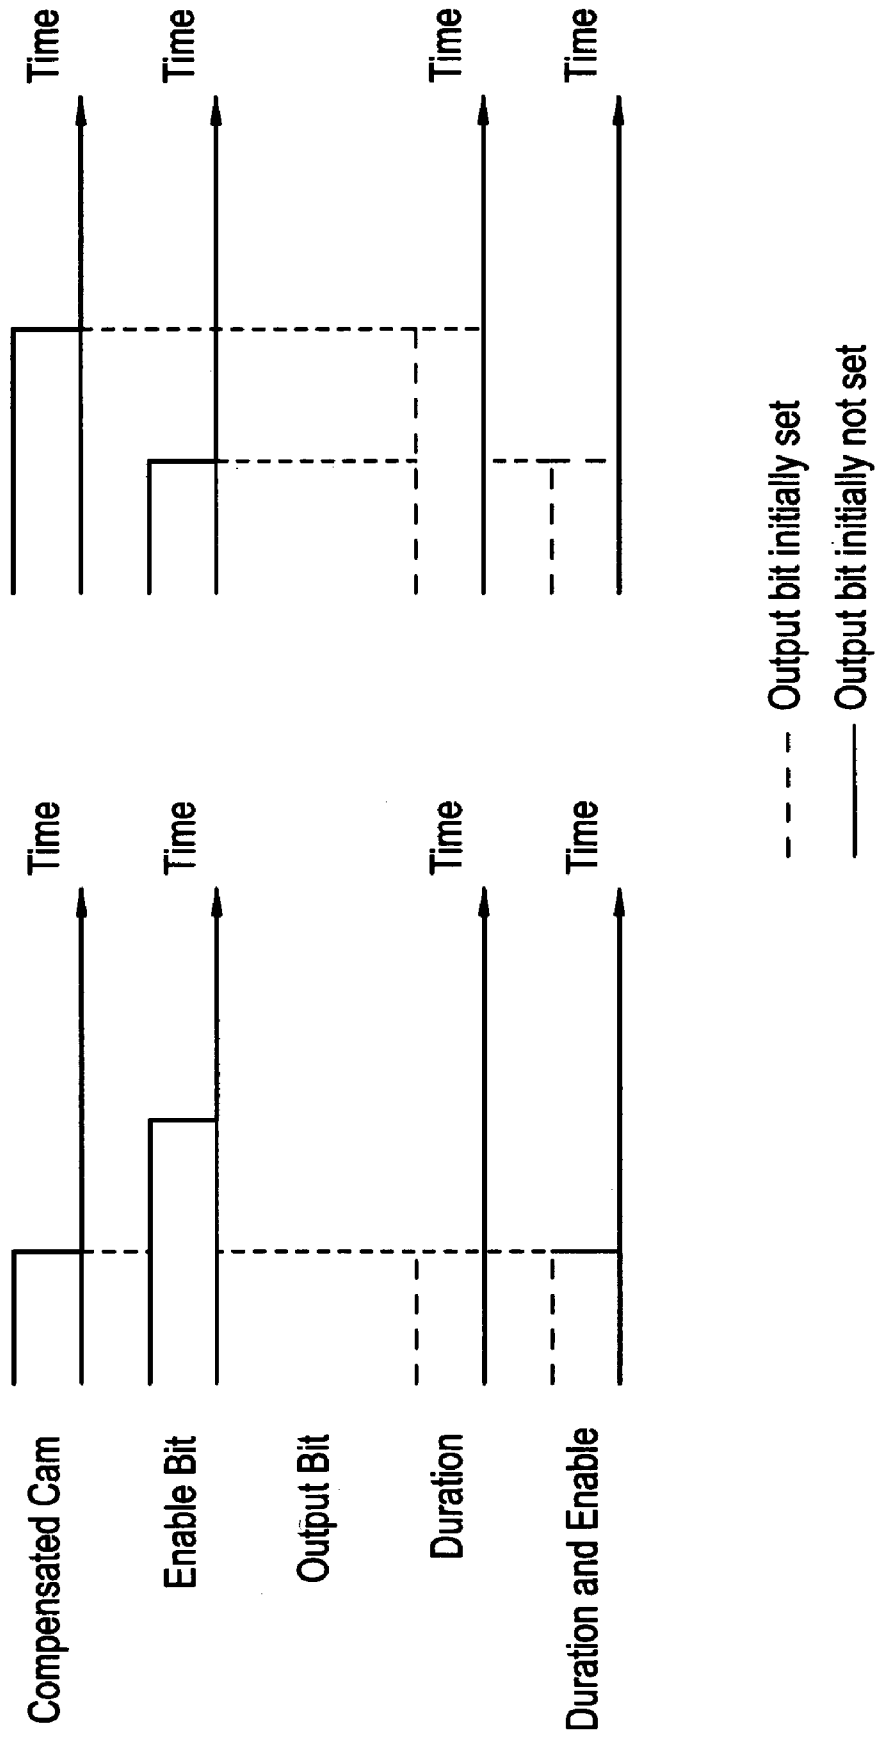 Compensated Cam
Time
Time
Enable Bit
Time
Time
Output Bit
Duration
Time
Time
Duration and Enable
Time
Time
Output bit initially set
Output bit initially not set